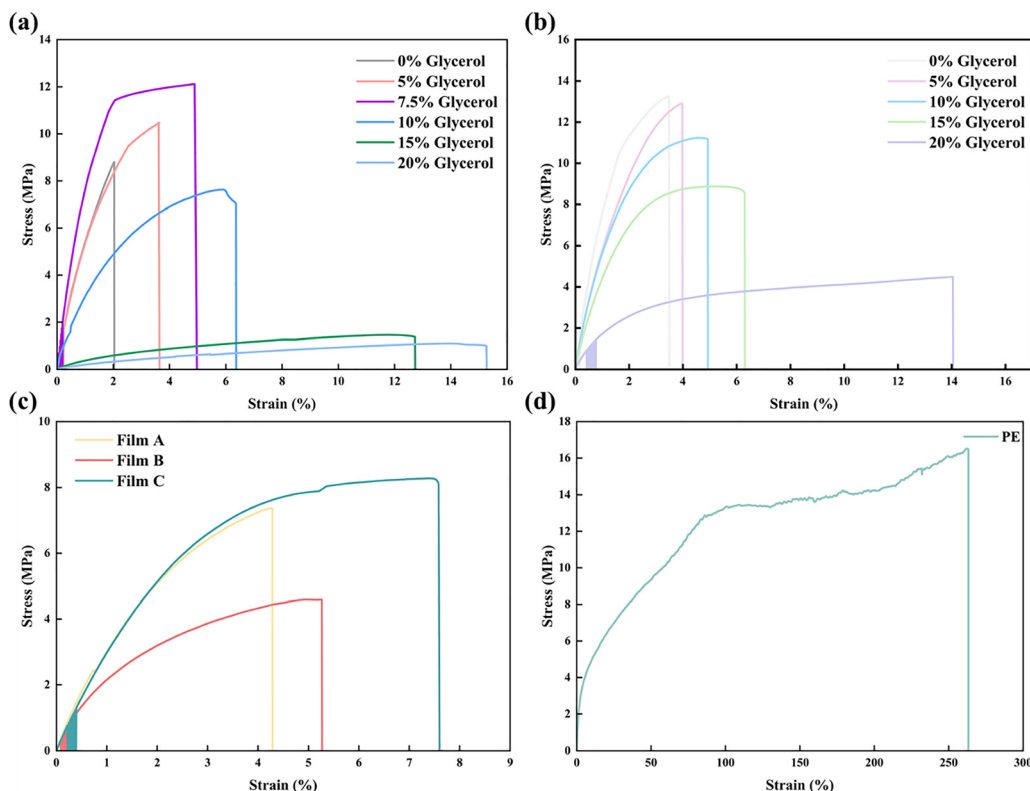 (a)
14
12
10
8
6
4
2
0
Stress (MPa)
0 2 4 6 8 10 12 14 16
Strain (%)
0% Glycerol
5% Glycerol
7.5% Glycerol
10% Glycerol
15% Glycerol
20% Glycerol
(b)
16
14
12
10
8
6
4
2
0
Stress (MPa)
0 2 4 6 8 10 12 14 16
Strain (%)
0% Glycerol
5% Glycerol
10% Glycerol
15% Glycerol
20% Glycerol
(c)
10
8
6
4
2
0
Stress (MPa)
0 1 2 3 4 5 6 7 8 9
Strain (%)
Film A
Film B
Film C
(d)
18
16
14
12
10
8
6
4
2
0
Stress (MPa)
0 50 100 150 200 250 300
Strain (%)
PE